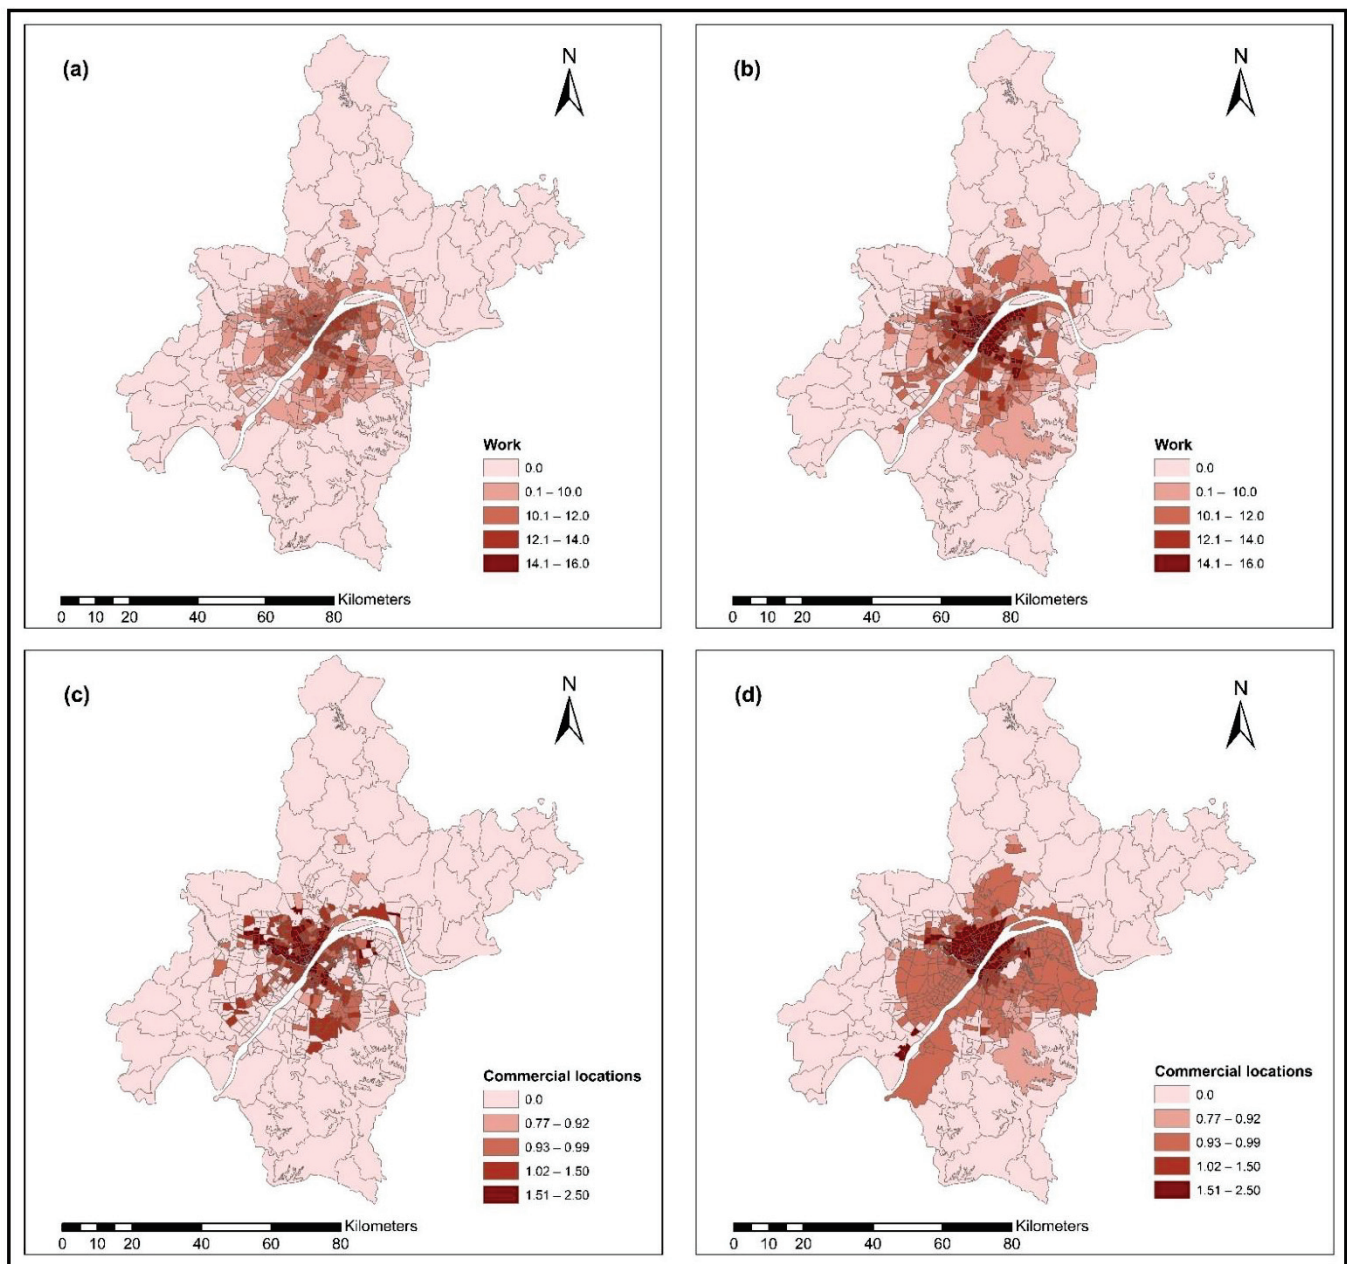 (a)
N
Work
0.0
0.1 – 10.0
10.1 – 12.0
12.1 – 14.0
14.1 – 16.0
Kilometers
0 10 20 40 60 80
(b)
N
Work
0.0
0.1 – 10.0
10.1 – 12.0
12.1 – 14.0
14.1 – 16.0
Kilometers
0 10 20 40 60 80
(c)
N
Commercial locations
0.0
0.77 – 0.92
0.93 – 0.99
1.02 – 1.50
1.51 – 2.50
Kilometers
0 10 20 40 60 80
(d)
N
Commercial locations
0.0
0.77 – 0.92
0.93 – 0.99
1.02 – 1.50
1.51 – 2.50
Kilometers
0 10 20 40 60 80